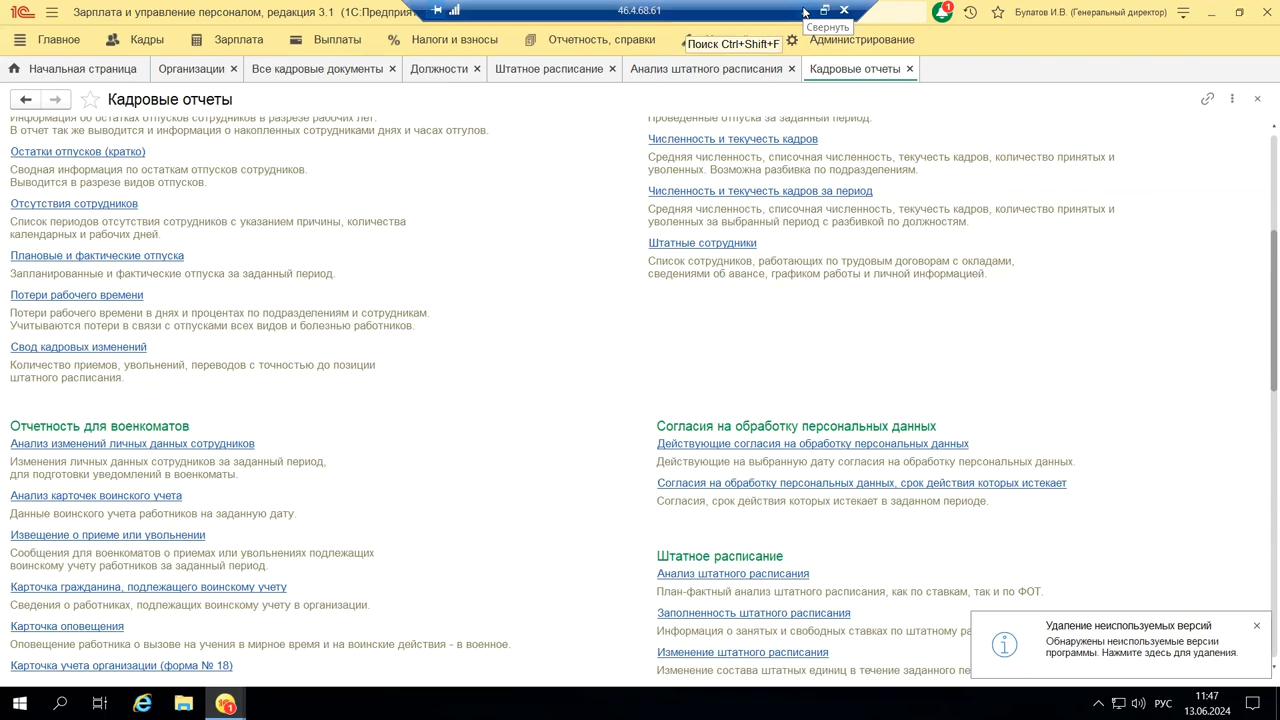 Зарплата и управление персоналом, редакция 3.1 (1С:Предпри
46.4.68.61
Свернуть
1
Булатов И.В. (Генеральный директор)
Главное
Кадры
Зарплата
Выплаты
Налоги и взносы
Отчетность, справки
Поиск Ctrl+Shift+F
Администрирование
Начальная страница
Организации
Все кадровые документы
Должности
Штатное расписание
Анализ штатного расписания
Кадровые отчеты
Кадровые отчеты
Информация об остатках отпусков сотрудников в разрезе рабочих лет.
В отчет так же выводится и информация о накопленных сотрудниками днях и часах отгулов.
Остатки отпусков (кратко)
Сводная информация по остаткам отпусков сотрудников.
Выводится в разрезе видов отпусков.
Отсутствия сотрудников
Список периодов отсутствия сотрудников с указанием причины, количества
календарных и рабочих дней.
Плановые и фактические отпуска
Запланированные и фактические отпуска за заданный период.
Потери рабочего времени
Потери рабочего времени в днях и процентах по подразделениям и сотрудникам.
Учитываются потери в связи с отпусками всех видов и болезнью работников.
Свод кадровых изменений
Количество приемов, увольнений, переводов с точностью до позиции
штатного расписания.
Проведенные отпуска за заданный период.
Численность и текучесть кадров
Средняя численность, списочная численность, текучесть кадров, количество принятых и
уволенных. Возможна разбивка по подразделениям.
Численность и текучесть кадров за период
Средняя численность, списочная численность, текучесть кадров, количество принятых и
уволенных за выбранный период с разбивкой по должностям.
Штатные сотрудники
Список сотрудников, работающих по трудовым договорам с окладами,
сведениями об авансе, графиком работы и личной информацией.
Отчетность для военкоматов
Анализ изменений личных данных сотрудников
Изменения личных данных сотрудников за заданный период,
для подготовки уведомлений в военкоматы.
Анализ карточек воинского учета
Данные воинского учета работников на заданную дату.
Извещение о приеме или увольнении
Сообщения для военкоматов о приемах или увольнениях подлежащих
воинскому учету работников за заданный период.
Карточка гражданина, подлежащего воинскому учету
Сведения о работниках, подлежащих воинскому учету в организации.
Карточка оповещения
Оповещение работника о вызове на учения в мирное время и на воинские действия - в военное.
Карточка учета организации (форма № 18)
Согласия на обработку персональных данных
Действующие согласия на обработку персональных данных
Действующие на выбранную дату согласия на обработку персональных данных.
Согласия на обработку персональных данных, срок действия которых истекает
Согласия, срок действия которых истекает в заданном периоде.
Штатное расписание
Анализ штатного расписания
План-фактный анализ штатного расписания, как по ставкам, так и по ФОТ.
Заполненность штатного расписания
Информация о занятых и свободных ставках по штатному ра
Изменение штатного расписания
Изменение состава штатных единиц в течение заданного пе
Удаление неиспользуемых версий
Обнаружены неиспользуемые версии
программы. Нажмите здесь для удаления.
1
РУС
11:47
13.06.2024